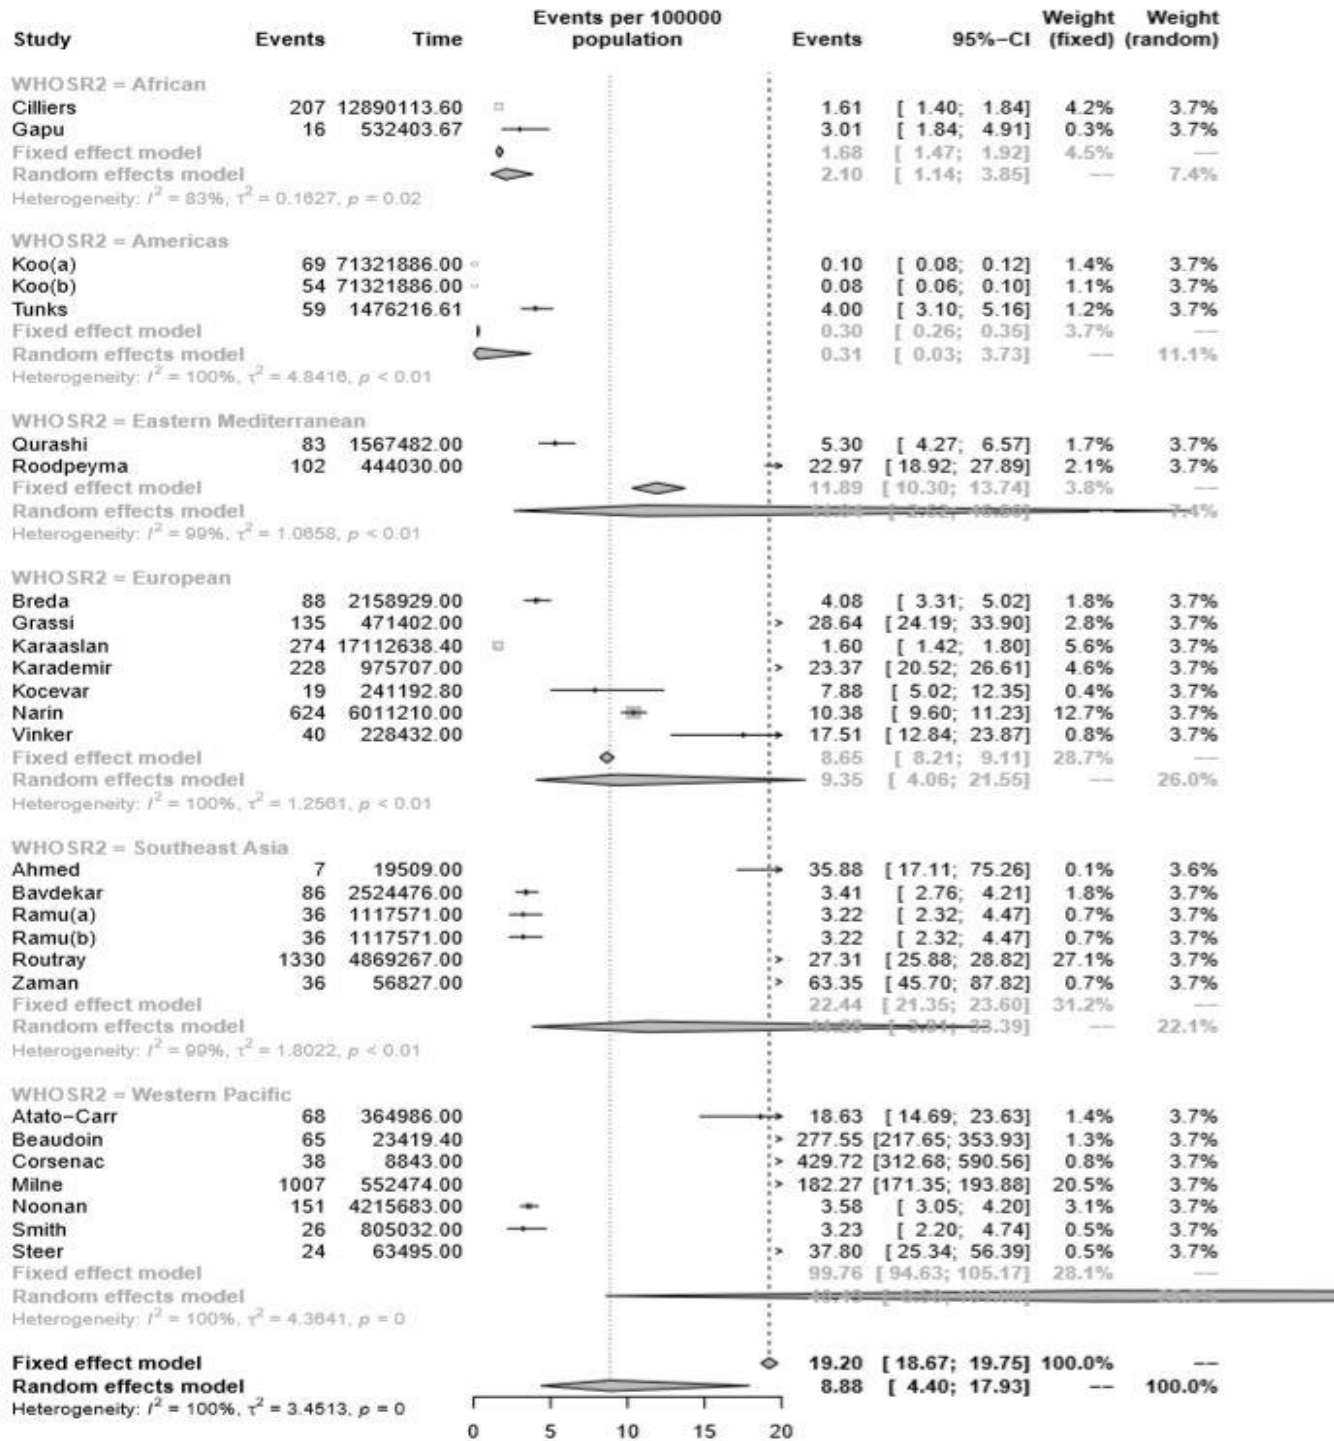 Events per 100000 Weight Weight
Study Events Time population Events 95%-CI (fixed) (random)
WHOSR2 = African
Cilliers 207 12890113.60 1.61 [ 1.40; 1.84] 4.2% 3.7%
Gapu 16 532403.67 3.01 [ 1.84; 4.91] 0.3% 3.7%
Fixed effect model 1.68 [ 1.47; 1.92] 4.5% --
Random effects model 2.10 [ 1.14; 3.85] -- 7.4%
Heterogeneity: I² = 83%, τ² = 0.1627, p = 0.02
WHOSR2 = Americas
Koo(a) 69 71321886.00 0.10 [ 0.08; 0.12] 1.4% 3.7%
Koo(b) 54 71321886.00 0.08 [ 0.06; 0.10] 1.1% 3.7%
Tunks 59 1476216.61 4.00 [ 3.10; 5.16] 1.2% 3.7%
Fixed effect model 0.30 [ 0.26; 0.35] 3.7% --
Random effects model 0.31 [ 0.03; 3.73] -- 11.1%
Heterogeneity: I² = 100%, τ² = 4.8416, p < 0.01
WHOSR2 = Eastern Mediterranean
Qurashi 83 1567482.00 5.30 [ 4.27; 6.57] 1.7% 3.7%
Roodpeyma 102 444030.00 22.97 [18.92; 27.89] 2.1% 3.7%
Fixed effect model 11.89 [10.30; 13.74] 3.8% --
Random effects model 7.4%
Heterogeneity: I² = 99%, τ² = 1.0658, p < 0.01
WHOSR2 = European
Breda 88 2158929.00 4.08 [ 3.31; 5.02] 1.8% 3.7%
Grassi 135 471402.00 28.64 [24.19; 33.90] 2.8% 3.7%
Karaaslan 274 17112638.40 1.60 [ 1.42; 1.80] 5.6% 3.7%
Karademir 228 975707.00 23.37 [20.52; 26.61] 4.6% 3.7%
Kocevar 19 241192.80 7.88 [ 5.02; 12.35] 0.4% 3.7%
Narin 624 6011210.00 10.38 [ 9.60; 11.23] 12.7% 3.7%
Vinker 40 228432.00 17.51 [12.84; 23.87] 0.8% 3.7%
Fixed effect model 8.65 [ 8.21; 9.11] 28.7% --
Random effects model 9.35 [ 4.06; 21.55] -- 26.0%
Heterogeneity: I² = 100%, τ² = 1.2561, p < 0.01
WHOSR2 = Southeast Asia
Ahmed 7 19509.00 35.88 [17.11; 75.26] 0.1% 3.6%
Bavdekar 86 2524476.00 3.41 [ 2.76; 4.21] 1.8% 3.7%
Ramu(a) 36 1117571.00 3.22 [ 2.32; 4.47] 0.7% 3.7%
Ramu(b) 36 1117571.00 3.22 [ 2.32; 4.47] 0.7% 3.7%
Routray 1330 4869267.00 27.31 [25.88; 28.82] 27.1% 3.7%
Zaman 36 56827.00 63.35 [45.70; 87.82] 0.7% 3.7%
Fixed effect model 22.44 [21.35; 23.60] 31.2% --
Random effects model -- 22.1%
Heterogeneity: I² = 99%, τ² = 1.8022, p < 0.01
WHOSR2 = Western Pacific
Atato-Carr 68 364986.00 18.63 [14.69; 23.63] 1.4% 3.7%
Beaudoin 65 23419.40 277.55 [217.65; 353.93] 1.3% 3.7%
Corsenac 38 8843.00 429.72 [312.68; 590.56] 0.8% 3.7%
Milne 1007 552474.00 182.27 [171.35; 193.88] 20.5% 3.7%
Noonan 151 4215683.00 3.58 [ 3.05; 4.20] 3.1% 3.7%
Smith 26 805032.00 3.23 [ 2.20; 4.74] 0.5% 3.7%
Steer 24 63495.00 37.80 [25.34; 56.39] 0.5% 3.7%
Fixed effect model 99.76 [ 94.63; 105.17] 28.1% --
Random effects model
Heterogeneity: I² = 100%, τ² = 4.3641, p = 0
Fixed effect model 19.20 [18.67; 19.75] 100.0% --
Random effects model 8.88 [ 4.40; 17.93] -- 100.0%
Heterogeneity: I² = 100%, τ² = 3.4513, p = 0
0 5 10 15 20